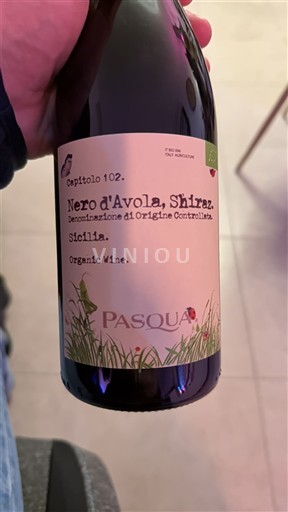 Capitolo 102.
Nero d'Avola, Shiraz.
Denominazione di Origine Controllata.
Sicilia.
VINIOU
Organic Wine.
PASQUA